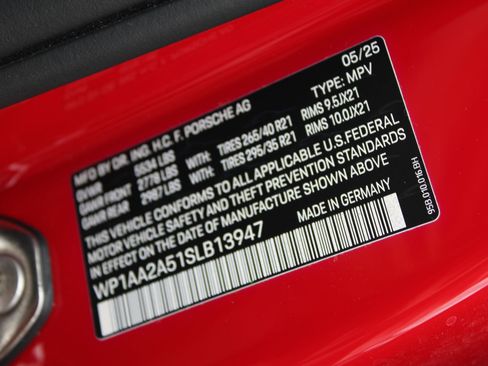 MFD. BY DR. ING. H.C. F. PORSCHE AG 05/25
GVWR 5534 LBS TYPE: MPV
GAWR FRONT 2778 LBS WITH: TIRES 265/40 R21 RIMS 9.5JX21
GAWR REAR 2987 LBS WITH: TIRES 295/35 R21 RIMS 10.0JX21
THIS VEHICLE CONFORMS TO ALL APPLICABLE U.S.FEDERAL
MOTOR VEHICLE SAFETY AND THEFT PREVENTION STANDARDS
IN EFFECT ON THE DATE OF MANUFACTURE SHOWN ABOVE
WP1AA2A51SLB13947 MADE IN GERMANY
95B.010.016.BH